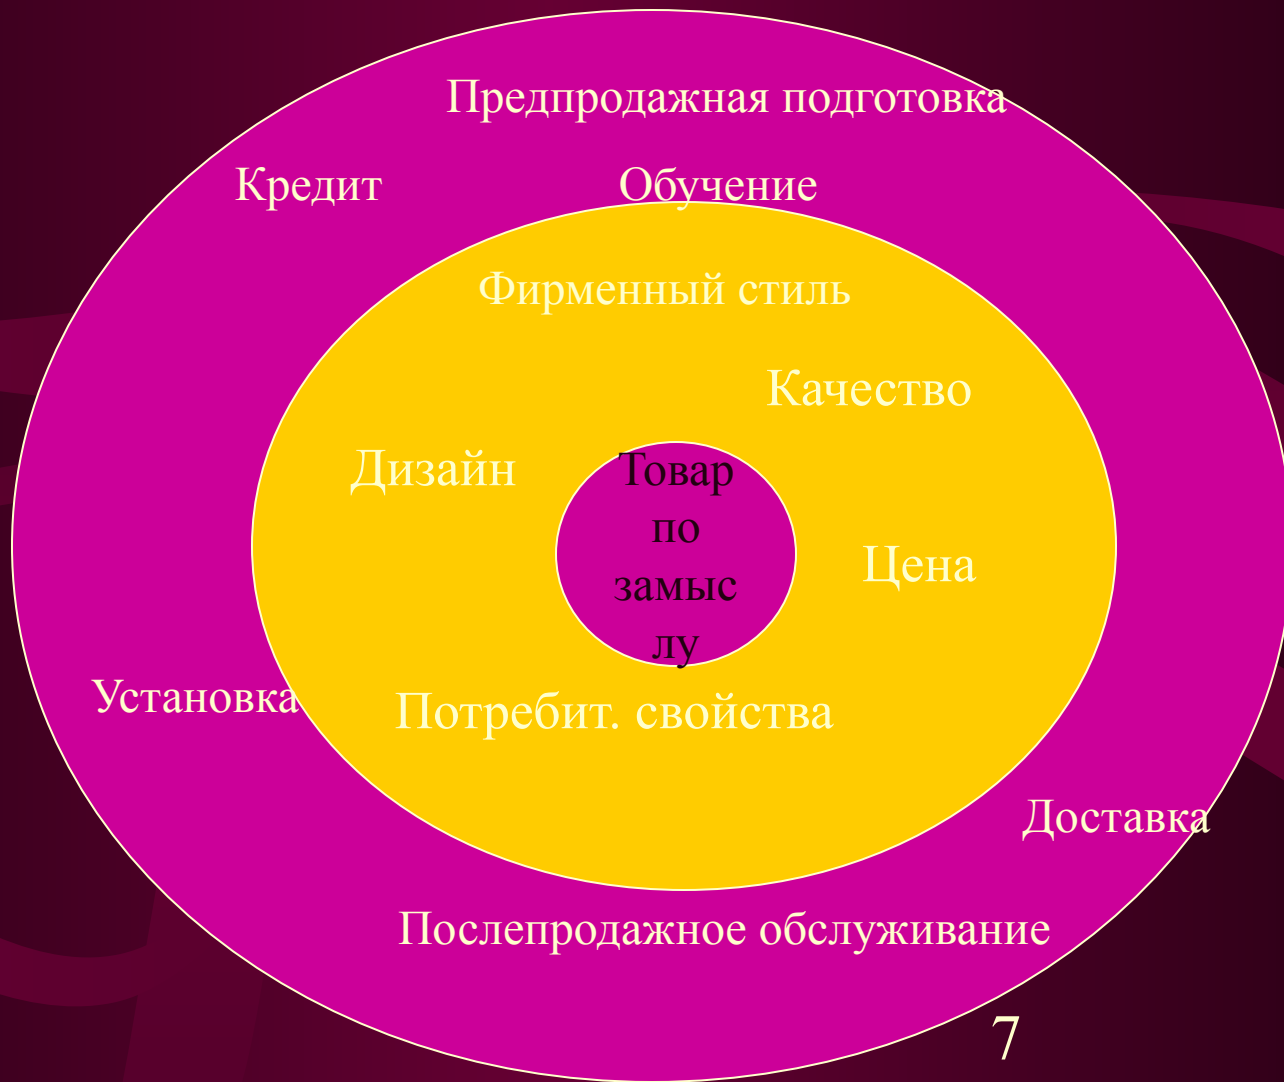 Предпродажная подготовка
Кредит
Обучение
Фирменный стиль
Качество
Дизайн
Товар
по
замыс
лу
Цена
Установка
Потребит. свойства
Доставка
Послепродажное обслуживание
7